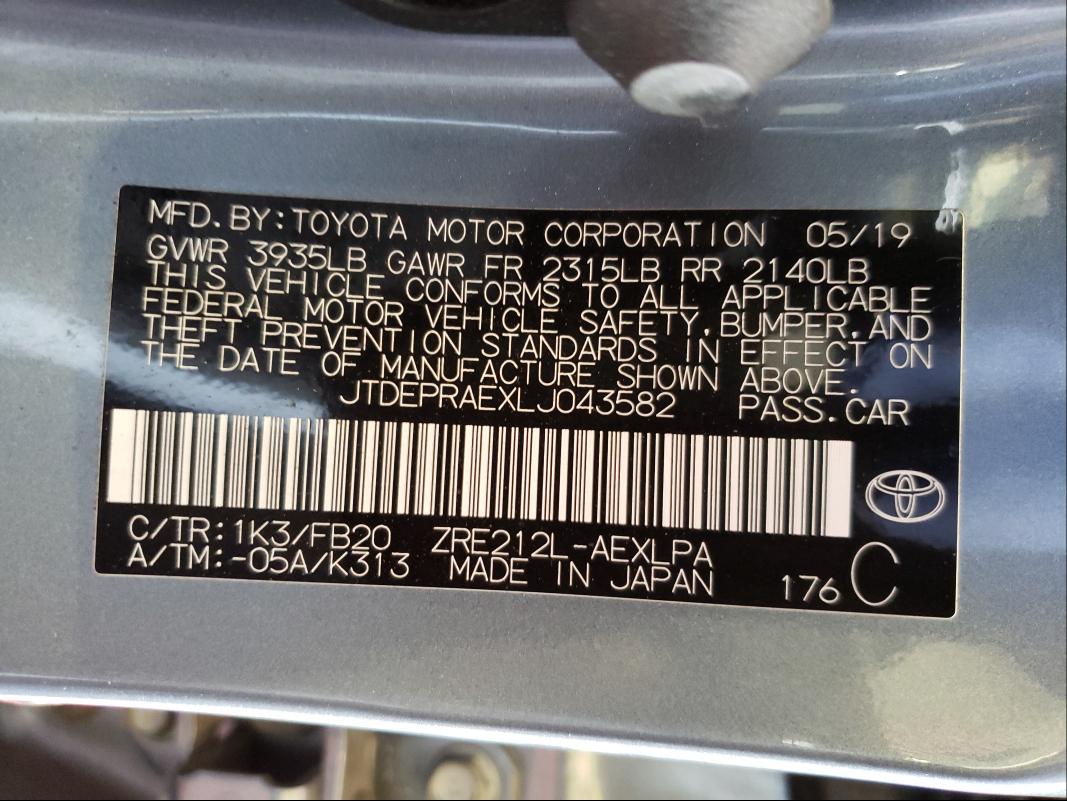 MFD. BY: TOYOTA MOTOR CORPORATION 05/19
GVWR 3935LB GAWR FR 2315LB RR 2140LB
THIS VEHICLE CONFORMS TO ALL APPLICABLE
FEDERAL MOTOR VEHICLE SAFETY, BUMPER, AND
THEFT PREVENTION STANDARDS IN EFFECT ON
THE DATE OF MANUFACTURE SHOWN ABOVE.
JTDEPRAEXLJ043582 PASS. CAR
C/TR: 1K3/FB20 ZRE212L-AEXLPA
A/TM: -05A/K313 MADE IN JAPAN 176 C